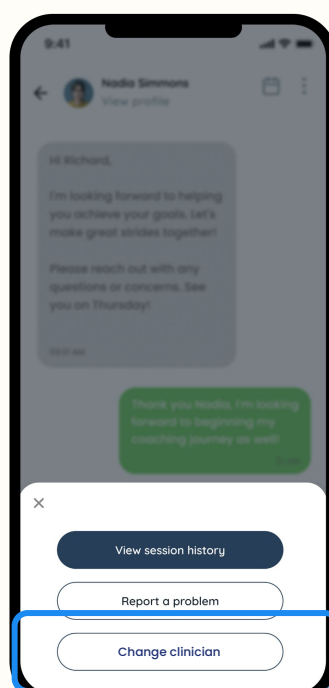 9:41
Nadia Simmons
View profile
Hi Richard,
I'm looking forward to helping
you achieve your goals. Let's
make great strides together!
Please reach out with any
questions or concerns. See
you on Thursday!
Thank you Nadia, I'm looking
forward to beginning my
coaching journey as well!
View session history
Report a problem
Change clinician